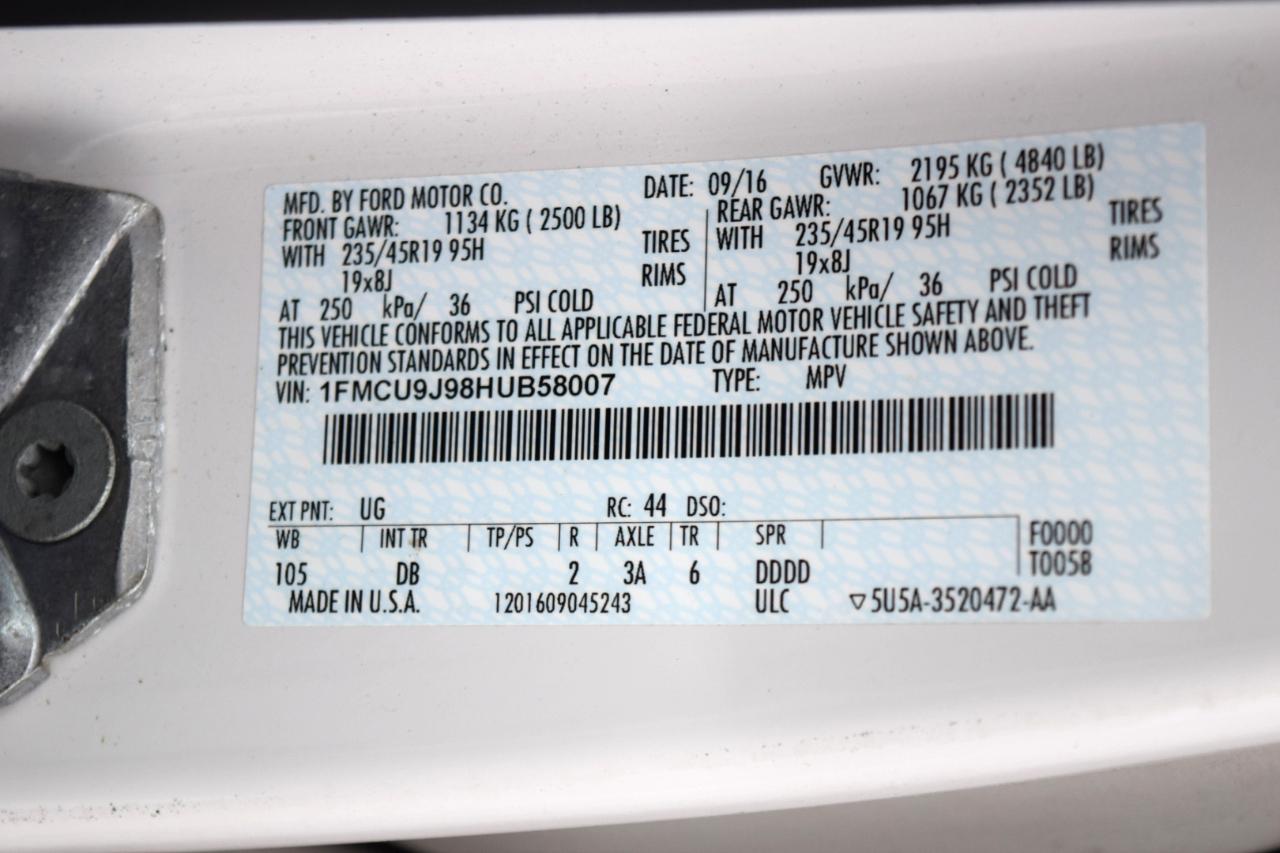 MFD. BY FORD MOTOR CO. DATE: 09/16 GVWR: 2195 KG ( 4840 LB)
FRONT GAWR: 1134 KG ( 2500 LB) REAR GAWR: 1067 KG ( 2352 LB)
WITH 235/45R19 95H TIRES WITH 235/45R19 95H TIRES
19x8J RIMS 19x8J RIMS
AT 250 kPa/ 36 PSI COLD AT 250 kPa/ 36 PSI COLD
THIS VEHICLE CONFORMS TO ALL APPLICABLE FEDERAL MOTOR VEHICLE SAFETY AND THEFT
PREVENTION STANDARDS IN EFFECT ON THE DATE OF MANUFACTURE SHOWN ABOVE.
VIN: 1FMCU9J98HUB58007 TYPE: MPV
EXT PNT: UG RC: 44 DSO:
WB INT TR TP/PS R AXLE TR SPR F0000
105 DB 2 3A 6 DDDD T0058
MADE IN U.S.A. 1201609045243 ULC ▽5U5A-3520472-AA